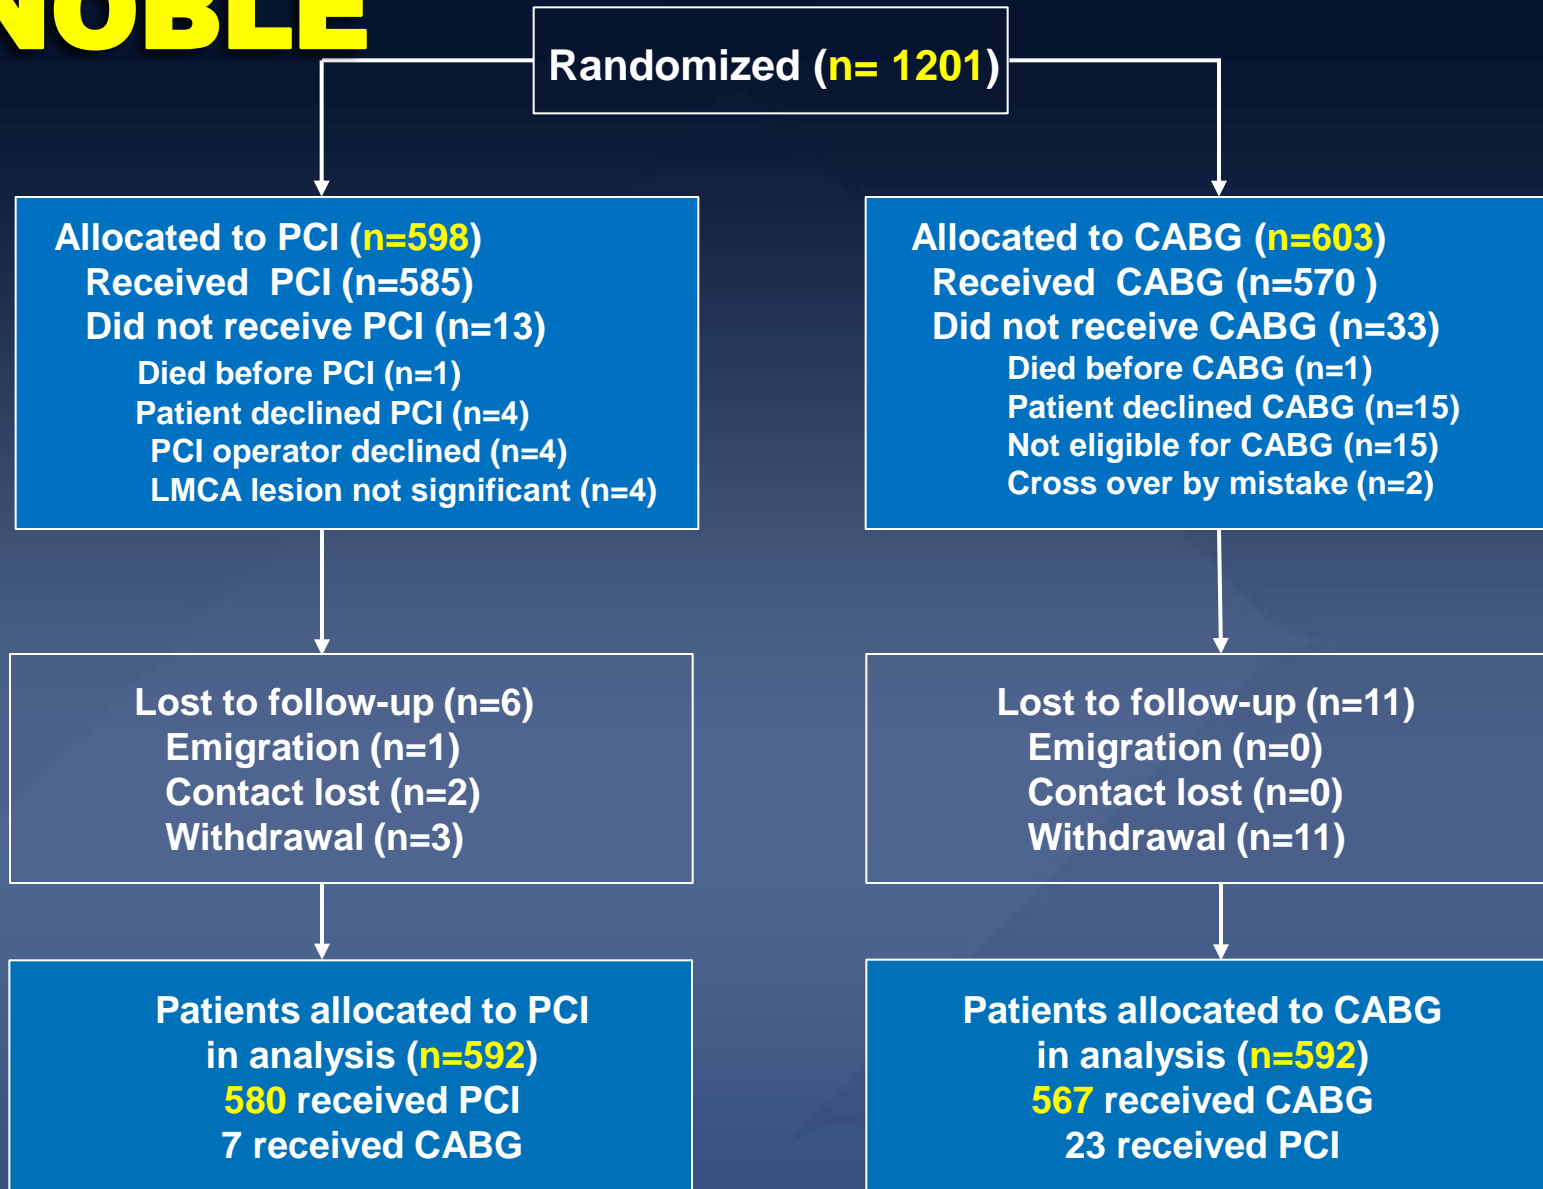 NOBLE
Randomized (n= 1201)
Allocated to PCI (n=598)
Received PCI (n=585)
Did not receive PCI (n=13)
Died before PCI (n=1)
Patient declined PCI (n=4)
PCI operator declined (n=4)
LMCA lesion not significant (n=4)
Allocated to CABG (n=603)
Received CABG (n=570 )
Did not receive CABG (n=33)
Died before CABG (n=1)
Patient declined CABG (n=15)
Not eligible for CABG (n=15)
Cross over by mistake (n=2)
Lost to follow-up (n=6)
Emigration (n=1)
Contact lost (n=2)
Withdrawal (n=3)
Lost to follow-up (n=11)
Emigration (n=0)
Contact lost (n=0)
Withdrawal (n=11)
Patients allocated to PCI
in analysis (n=592)
580 received PCI
7 received CABG
Patients allocated to CABG
in analysis (n=592)
567 received CABG
23 received PCI